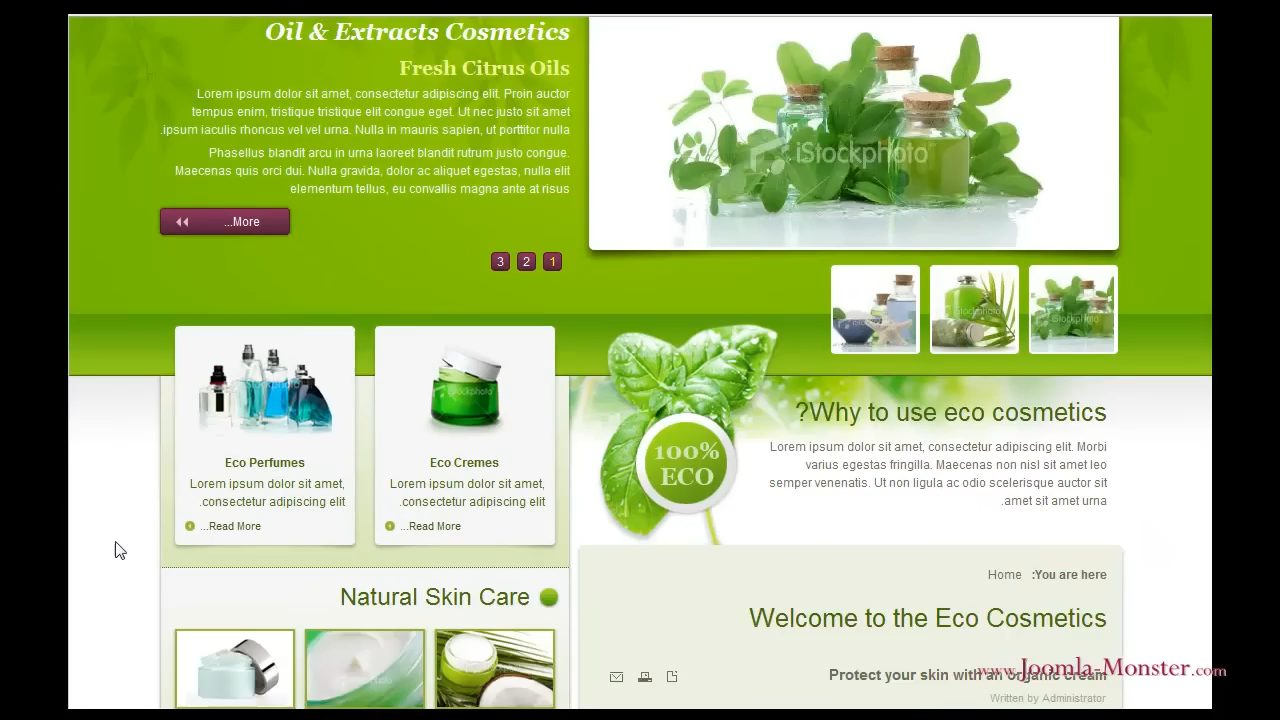 Oil & Extracts Cosmetics
Fresh Citrus Oils
Lorem ipsum dolor sit amet, consectetur adipiscing elit. Proin auctor
tempus enim, tristique tristique elit congue eget. Ut nec justo sit amet
.ipsum iaculis rhoncus vel vel urna. Nulla in mauris sapien, ut porttitor nulla
Phasellus blandit arcu in urna laoreet blandit rutrum justo congue.
Maecenas quis orci dui. Nulla gravida, dolor ac aliquet egestas, nulla elit
elementum tellus, eu convallis magna ante at risus
...More
3 2 1
iStockphoto
Eco Perfumes
Lorem ipsum dolor sit amet,
.consectetur adipiscing elit
...Read More
Eco Cremes
Lorem ipsum dolor sit amet,
.consectetur adipiscing elit
...Read More
100%
ECO
?Why to use eco cosmetics
Lorem ipsum dolor sit amet, consectetur adipiscing elit. Morbi
varius egestas fringilla. Maecenas non nisl sit amet leo
semper venenatis. Ut non ligula ac odio scelerisque auctor sit
.amet sit amet urna
Natural Skin Care
Home :You are here
Welcome to the Eco Cosmetics
Protect your skin with an organic cream
www.Joomla-Monster.com
Written by Administrator